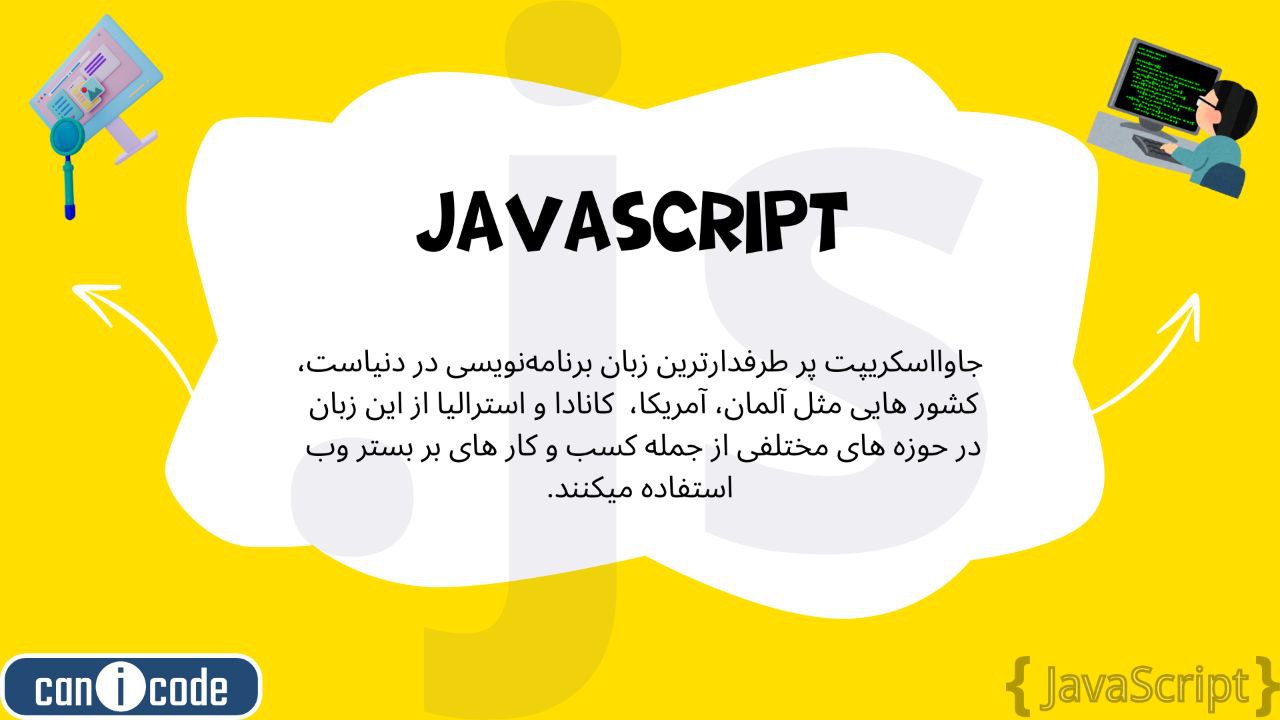 JAVASCRIPT
جاوااسکریپت پر طرفدارترین زبان برنامه‌نویسی در دنیاست،
کشور هایی مثل آلمان، آمریکا، کانادا و استرالیا از این زبان
در حوزه های مختلفی از جمله کسب و کار های بر بستر وب
استفاده میکنند.
.js
can i code
{ JavaScript }